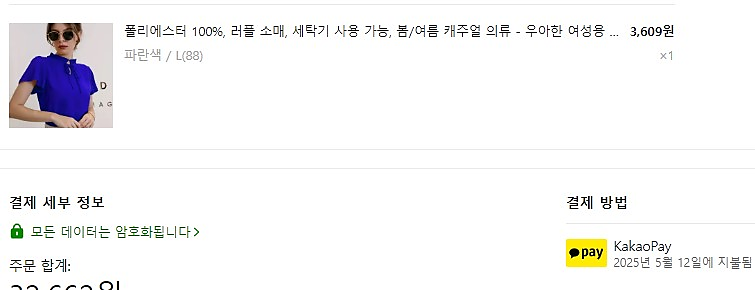 폴리에스터 100%, 러플 소매, 세탁기 사용 가능, 봄/여름 캐주얼 의류 - 우아한 여성용 ... 3,609원
파란색 / L(88) ×1
D
AG
결제 세부 정보
결제 방법
모든 데이터는 암호화됩니다 >
pay KakaoPay
2025년 5월 12일에 지불됨
주문 합계: